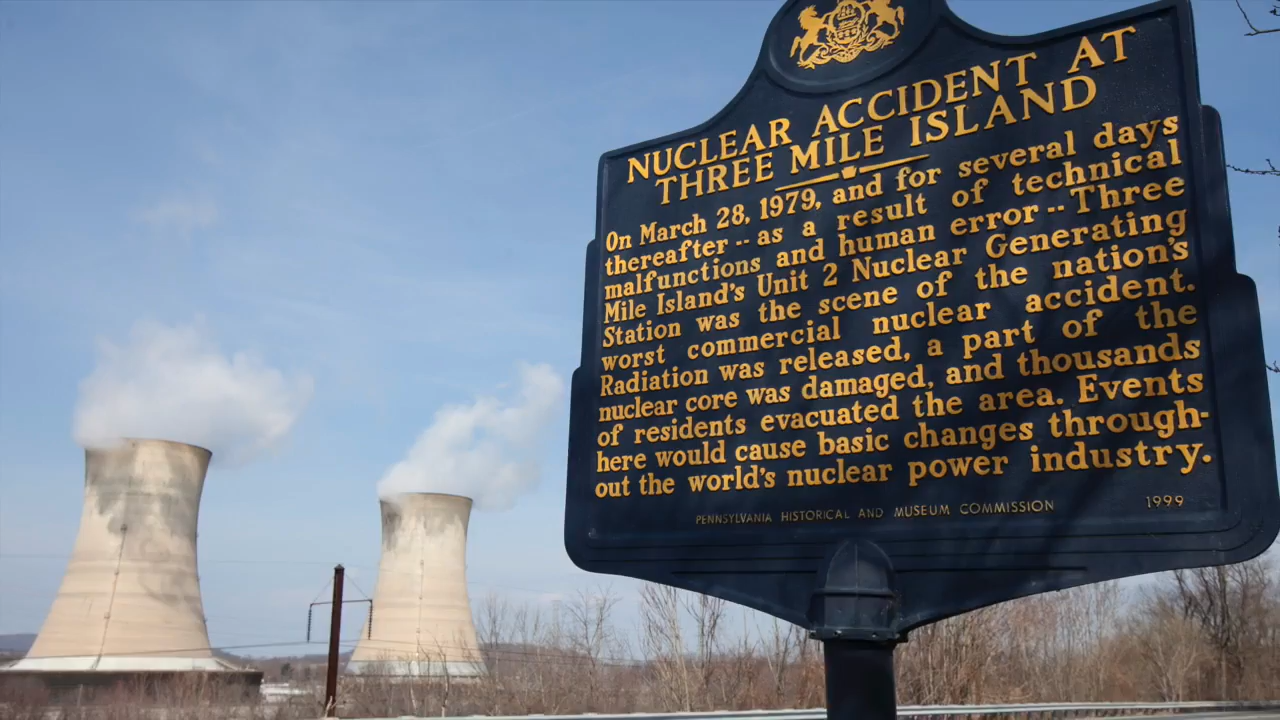 NUCLEAR ACCIDENT AT
THREE MILE ISLAND
On March 28, 1979, and for several days
thereafter -- as a result of technical
malfunctions and human error -- Three
Mile Island's Unit 2 Nuclear Generating
Station was the scene of the nation's
worst commercial nuclear accident.
Radiation was released, a part of the
nuclear core was damaged, and thousands
of residents evacuated the area. Events
here would cause basic changes through-
out the world's nuclear power industry.
PENNSYLVANIA HISTORICAL AND MUSEUM COMMISSION 1999